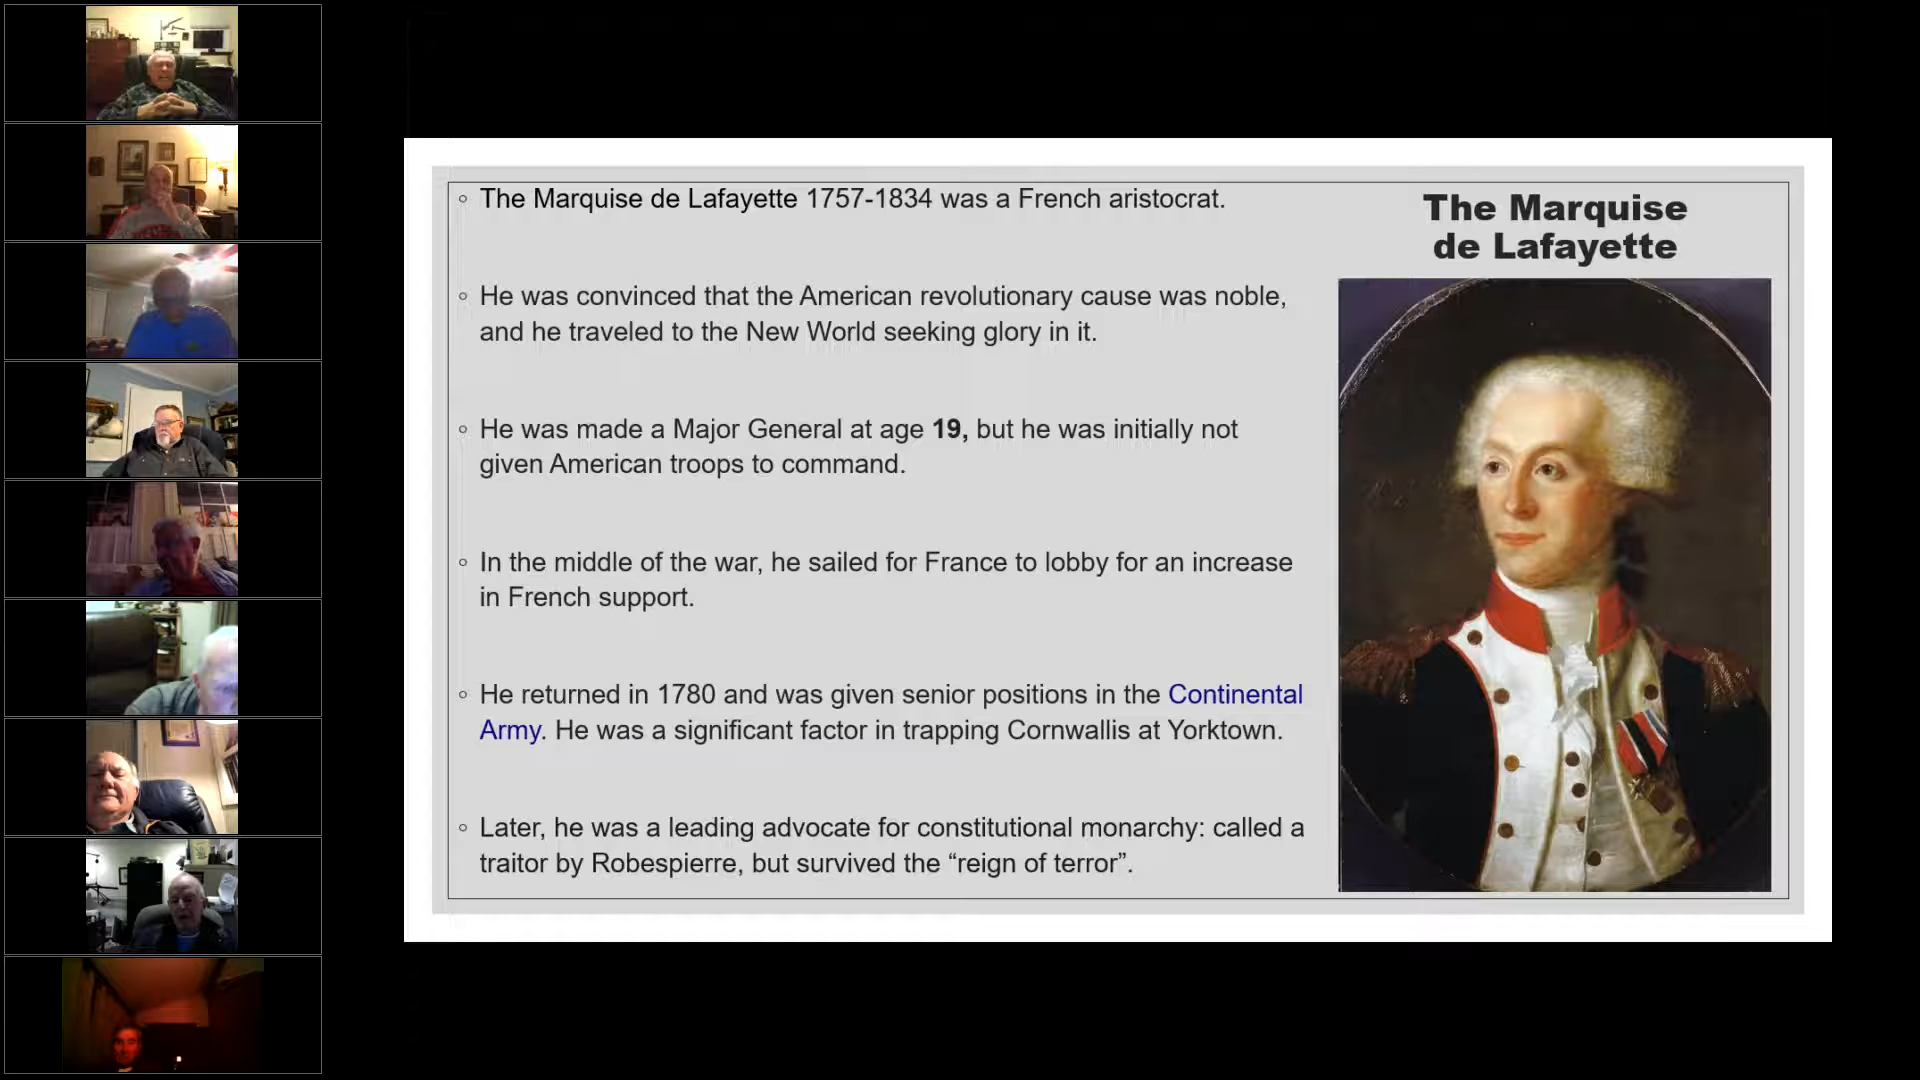 The Marquise
de Lafayette
◦ The Marquise de Lafayette 1757-1834 was a French aristocrat.
◦ He was convinced that the American revolutionary cause was noble,
and he traveled to the New World seeking glory in it.
◦ He was made a Major General at age 19, but he was initially not
given American troops to command.
◦ In the middle of the war, he sailed for France to lobby for an increase
in French support.
◦ He returned in 1780 and was given senior positions in the Continental
Army. He was a significant factor in trapping Cornwallis at Yorktown.
◦ Later, he was a leading advocate for constitutional monarchy: called a
traitor by Robespierre, but survived the “reign of terror”.